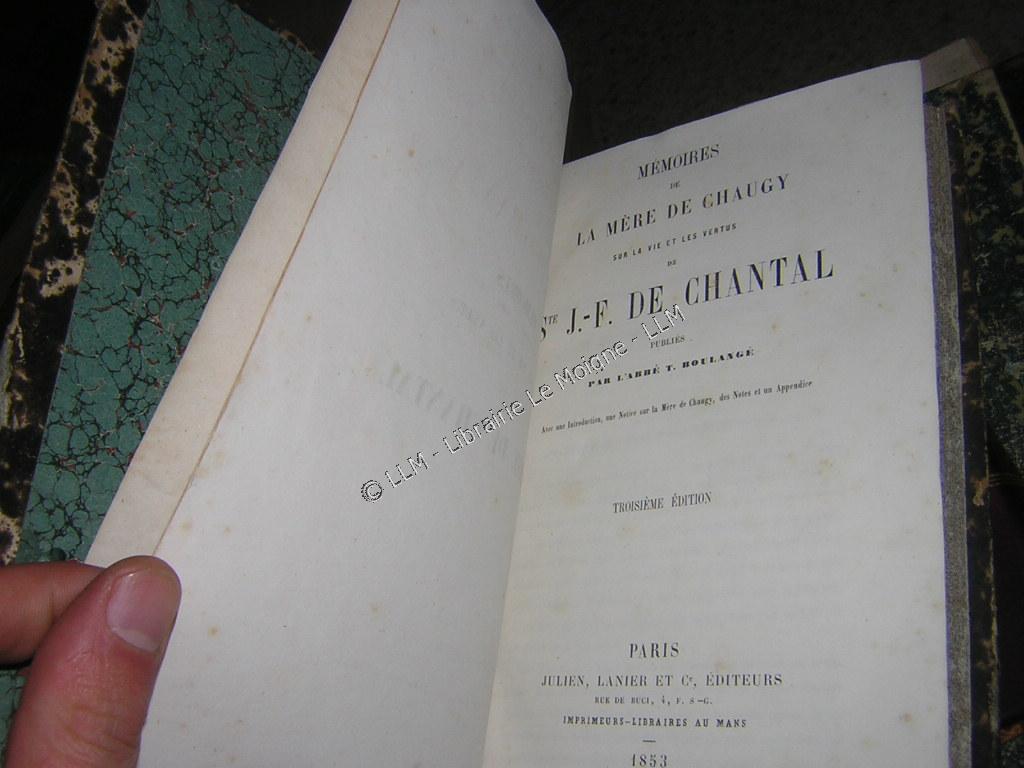 MÉMOIRES
DE
LA MÈRE DE CHAUGY
SUR LA VIE ET LES VERTUS
DE
STE J.-F. DE CHANTAL
PUBLIÉS
PAR L'ABBÉ T. BOULANGÉ
Avec une Introduction, une Notice sur la Mère de Chaugy, des Notes et un Appendice
© LLM - Librairie Le Moigne - LLM
TROISIÈME ÉDITION
PARIS
JULIEN, LANIER ET Ce, ÉDITEURS
RUE DE BUCI, 4, F. S-G.
IMPRIMEURS-LIBRAIRES AU MANS
1853